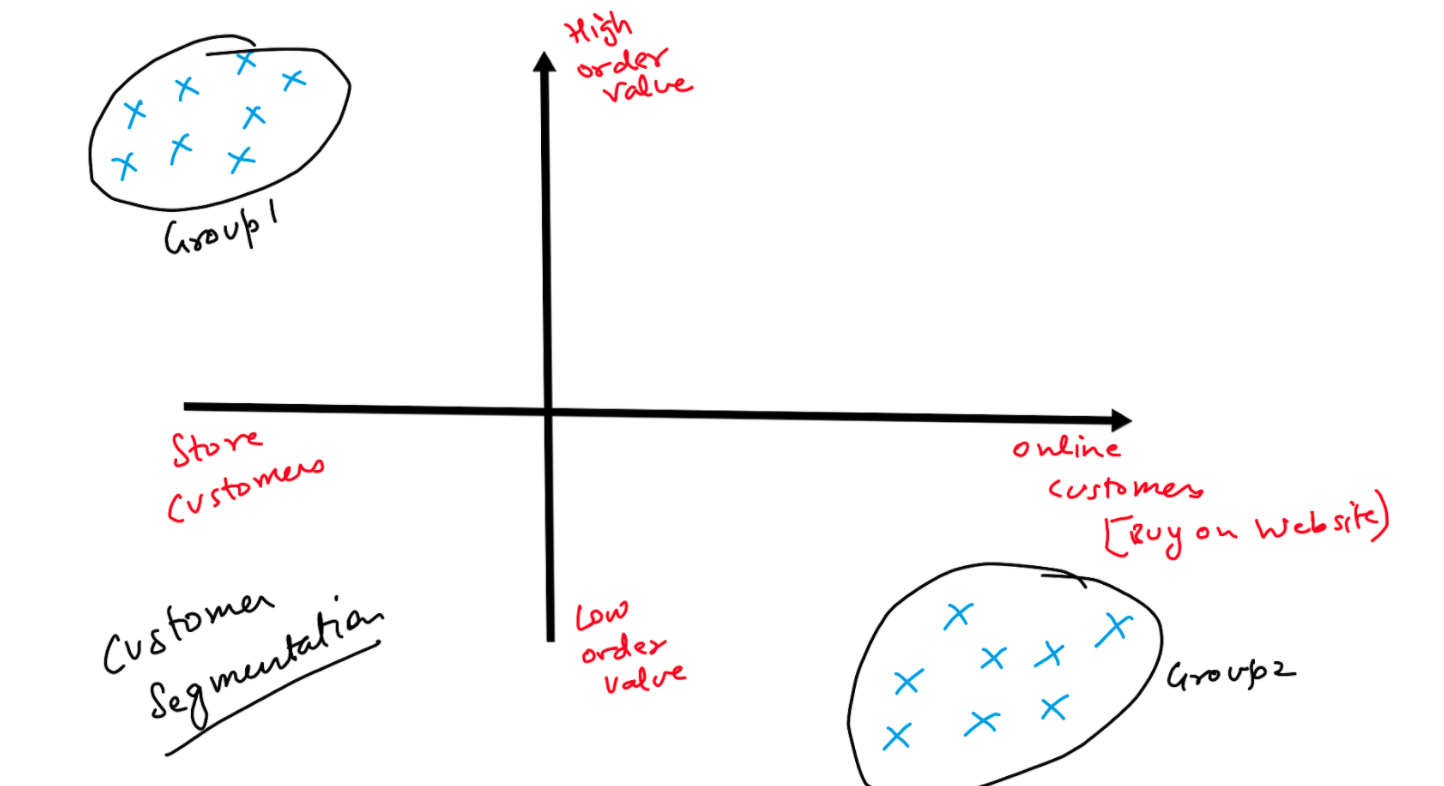 High
order
value
Group1
Store
Customers
online
customers
[Buy on Website)
Customer
Segmentation
Low
order
value
Group2